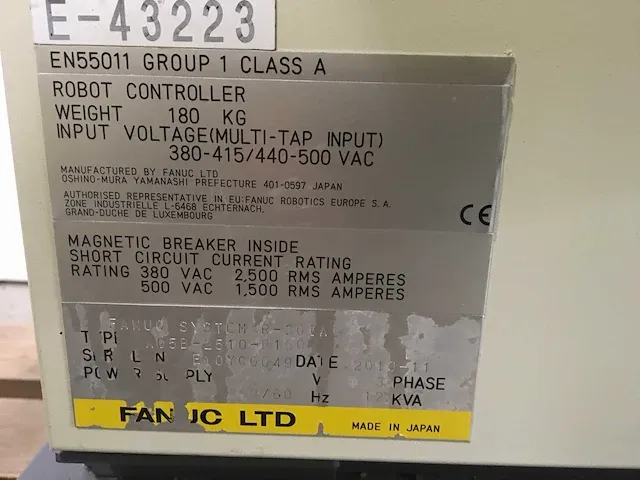 E-43223
EN55011 GROUP 1 CLASS A
ROBOT CONTROLLER
WEIGHT 180 KG
INPUT VOLTAGE(MULTI-TAP INPUT)
380-415/440-500 VAC
MANUFACTURED BY FANUC LTD
OSHINO-MURA YAMANASHI PREFECTURE 401-0597 JAPAN
AUTHORISED REPRESENTATIVE IN EU:FANUC ROBOTICS EUROPE S.A.
ZONE INDUSTRIELLE L-6468 ECHTERNACH,
GRAND-DUCHE DE LUXEMBOURG
CE
MAGNETIC BREAKER INSIDE
SHORT CIRCUIT CURRENT RATING
RATING 380 VAC 2,500 RMS AMPERES
500 VAC 1,500 RMS AMPERES
FANUC SYSTEM
DATE
PHASE
Hz KVA
FANUC LTD
MADE IN JAPAN